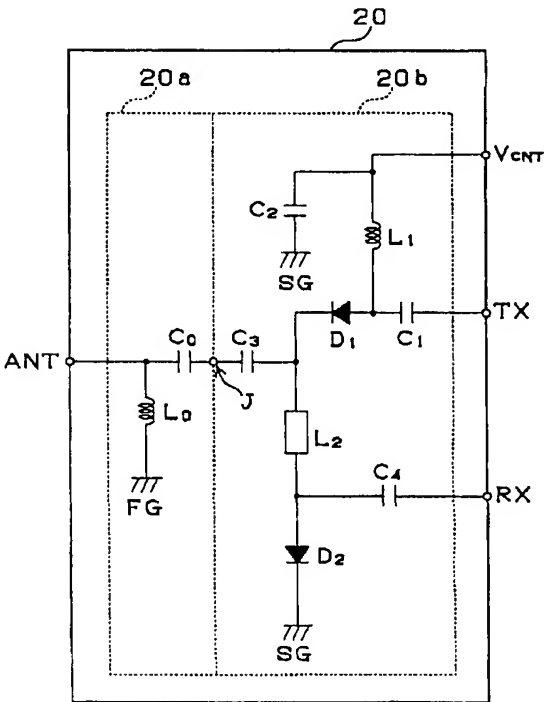 20
20a
20b
VCNT
C2
L1
SG
TX
D1
C1
C0
C3
ANT
J
L0
L2
C4
FG
RX
D2
SG